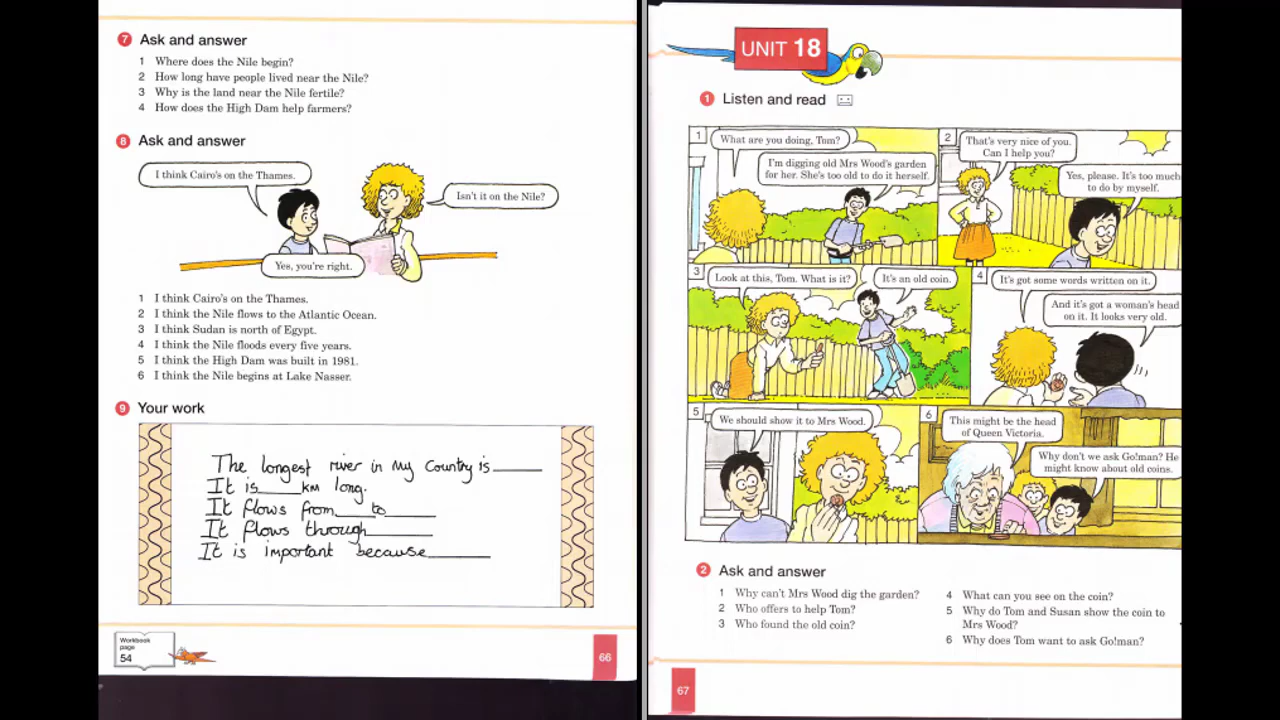 7 Ask and answer
1 Where does the Nile begin?
2 How long have people lived near the Nile?
3 Why is the land near the Nile fertile?
4 How does the High Dam help farmers?
8 Ask and answer
I think Cairo's on the Thames.
Isn't it on the Nile?
Yes, you're right.
1 I think Cairo's on the Thames.
2 I think the Nile flows to the Atlantic Ocean.
3 I think Sudan is north of Egypt.
4 I think the Nile floods every five years.
5 I think the High Dam was built in 1981.
6 I think the Nile begins at Lake Nasser.
9 Your work
The longest river in my Country is
It is km long.
It flows from to
It flows through
It is important because
Workbook
page
54
66
UNIT 18
1 Listen and read
1
What are you doing, Tom?
I'm digging old Mrs Wood's garden
for her. She's too old to do it herself.
2
That's very nice of you.
Can I help you?
Yes, please. It's too much
to do by myself.
3
Look at this, Tom. What is it?
It's an old coin.
4
It's got some words written on it.
And it's got a woman's head
on it. It looks very old.
5
We should show it to Mrs Wood.
6
This might be the head
of Queen Victoria.
Why don't we ask Go!man? He
might know about old coins.
2 Ask and answer
1 Why can't Mrs Wood dig the garden?
2 Who offers to help Tom?
3 Who found the old coin?
4 What can you see on the coin?
5 Why do Tom and Susan show the coin to
Mrs Wood?
6 Why does Tom want to ask Go!man?
67